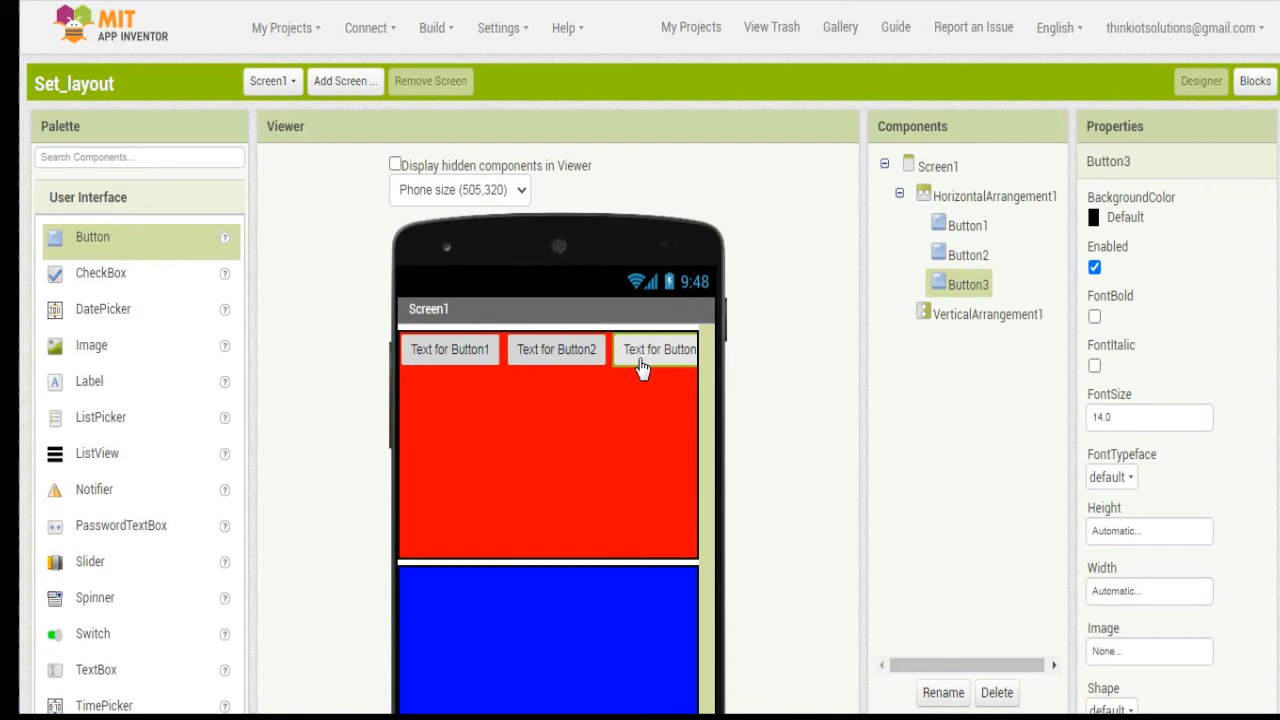 MIT
APP INVENTOR
My Projects Connect Build Settings Help My Projects View Trash Gallery Guide Report an Issue English thinkiotsolutions@gmail.com
Set_layout Screen1 Add Screen ... Remove Screen Designer Blocks
Palette
Search Components...
User Interface
Button
CheckBox
DatePicker
Image
Label
ListPicker
ListView
Notifier
PasswordTextBox
Slider
Spinner
Switch
TextBox
TimePicker
Viewer
Display hidden components in Viewer
Phone size (505,320)
9:48
Screen1
Text for Button1 Text for Button2 Text for Button
Components
Screen1
HorizontalArrangement1
Button1
Button2
Button3
VerticalArrangement1
Rename Delete
Properties
Button3
BackgroundColor
Default
Enabled
FontBold
FontItalic
FontSize
14.0
FontTypeface
default
Height
Automatic...
Width
Automatic...
Image
None...
Shape
default